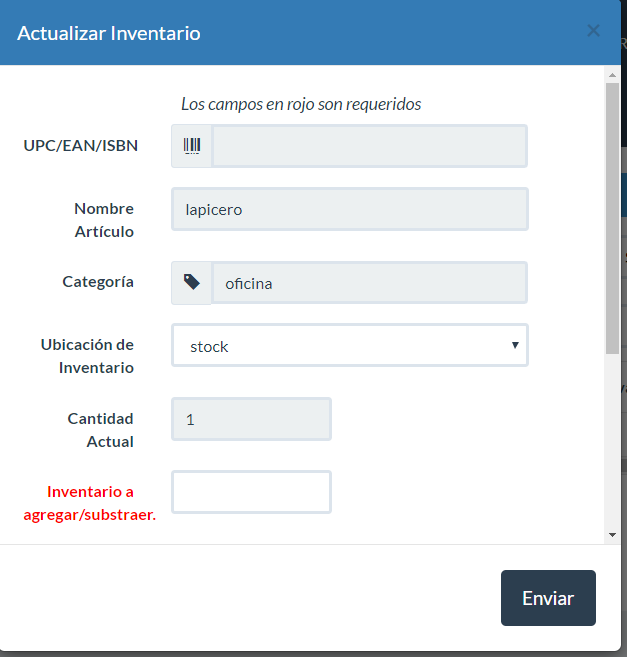 Actualizar Inventario ×
Los campos en rojo son requeridos
UPC/EAN/ISBN
Nombre
Artículo
lapicero
Categoría
oficina
Ubicación de
Inventario
stock
Cantidad
Actual
1
Inventario a
agregar/substraer.
Enviar